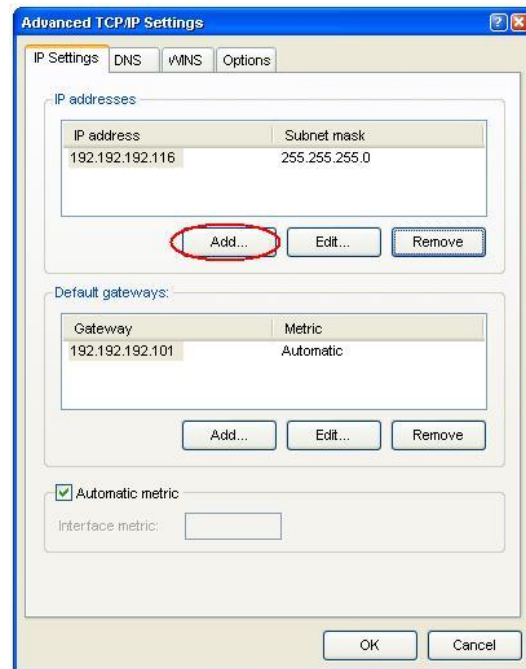 Advanced TCP/IP Settings
IP Settings DNS WINS Options
IP addresses
IP address Subnet mask
192.192.192.116 255.255.255.0
Add... Edit... Remove
Default gateways:
Gateway Metric
192.192.192.101 Automatic
Add... Edit... Remove
Automatic metric
Interface metric:
OK Cancel